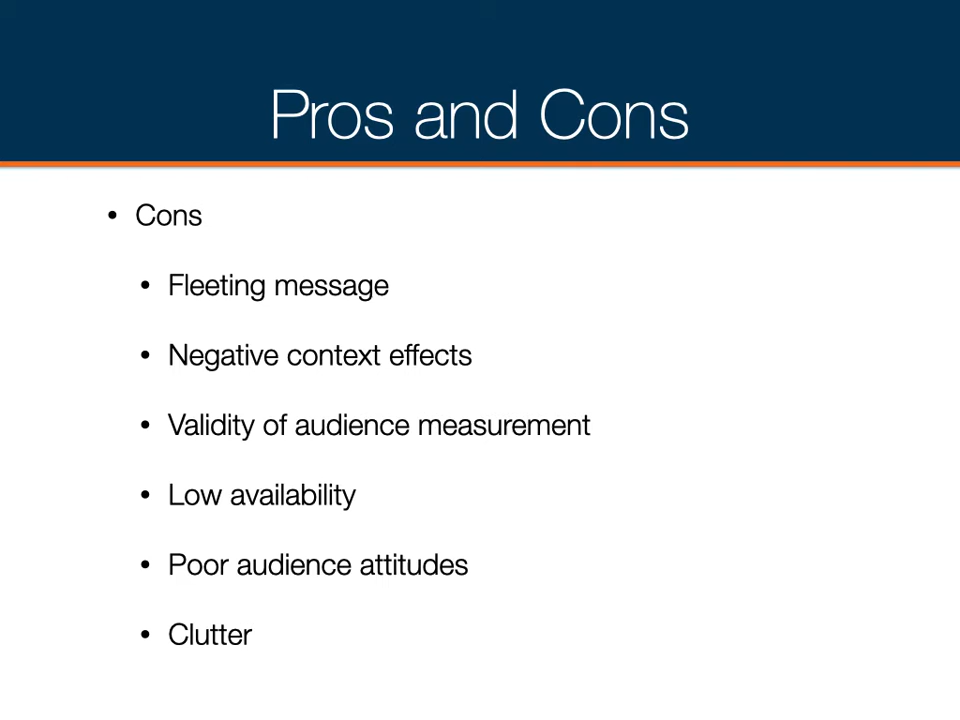 Pros and Cons
• Cons
• Fleeting message
• Negative context effects
• Validity of audience measurement
• Low availability
• Poor audience attitudes
• Clutter